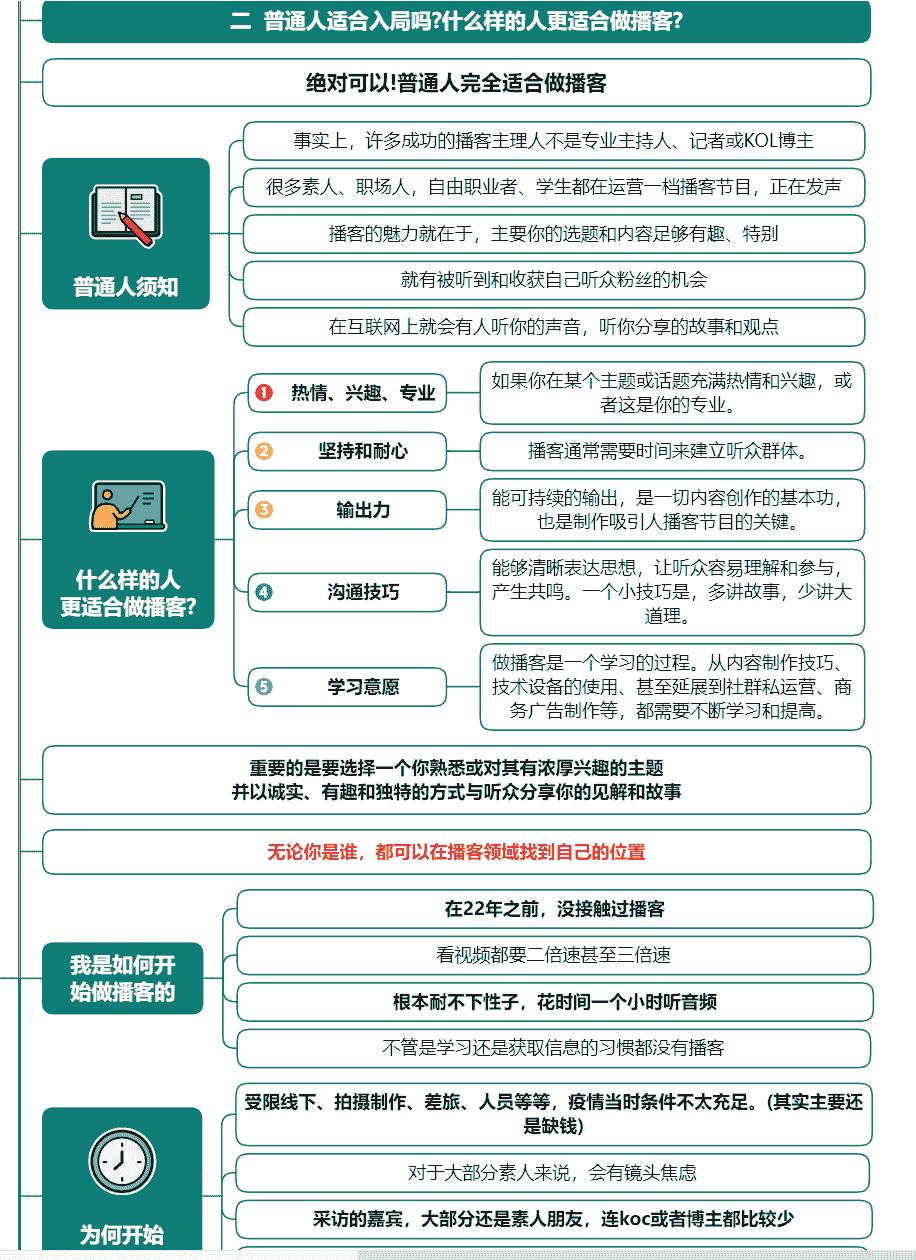 二 普通人适合入局吗?什么样的人更适合做播客?
绝对可以!普通人完全适合做播客
普通人须知
事实上，许多成功的播客主理人不是专业主持人、记者或KOL博主
很多素人、职场人，自由职业者、学生都在运营一档播客节目，正在发声
播客的魅力就在于，主要你的选题和内容足够有趣、特别
就有被听到和收获自己听众粉丝的机会
在互联网上就会有人听你的声音，听你分享的故事和观点
什么样的人
更适合做播客?
1 热情、兴趣、专业
如果你在某个主题或话题充满热情和兴趣，或
者这是你的专业。
2 坚持和耐心
播客通常需要时间来建立听众群体。
3 输出力
能可持续的输出，是一切内容创作的基本功，
也是制作吸引人播客节目的关键。
4 沟通技巧
能够清晰表达思想，让听众容易理解和参与，
产生共鸣。一个小技巧是，多讲故事，少讲大
道理。
5 学习意愿
做播客是一个学习的过程。从内容制作技巧、
技术设备的使用、甚至延展到社群私运营、商
务广告制作等，都需要不断学习和提高。
重要的是要选择一个你熟悉或对其有浓厚兴趣的主题
并以诚实、有趣和独特的方式与听众分享你的见解和故事
无论你是谁，都可以在播客领域找到自己的位置
我是如何开
始做播客的
在22年之前，没接触过播客
看视频都要二倍速甚至三倍速
根本耐不下性子，花时间一个小时听音频
不管是学习还是获取信息的习惯都没有播客
为何开始
受限线下、拍摄制作、差旅、人员等等，疫情当时条件不太充足。(其实主要还
是缺钱)
对于大部分素人来说，会有镜头焦虑
采访的嘉宾，大部分还是素人朋友，连koc或者博主都比较少